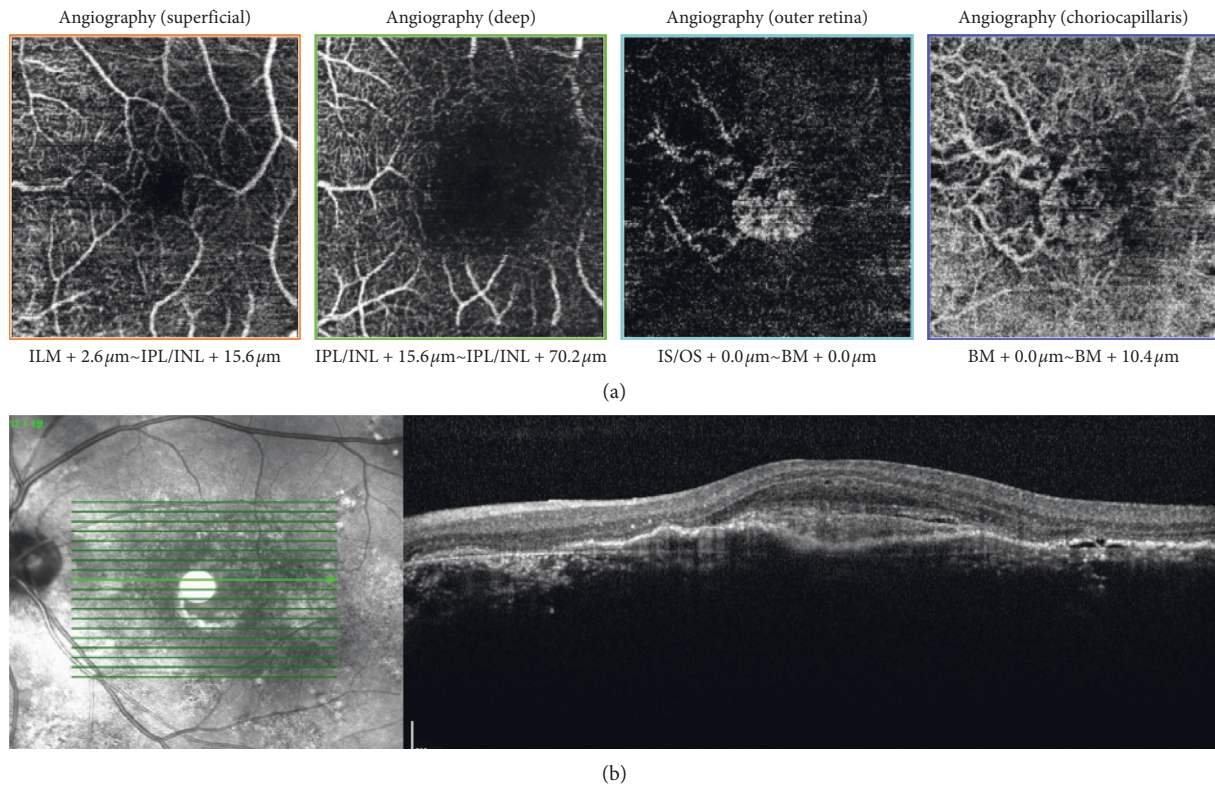 Angiography (superficial)
Angiography (deep)
Angiography (outer retina)
Angiography (choriocapillaris)
ILM + 2.6 μm~IPL/INL + 15.6 μm
IPL/INL + 15.6 μm~IPL/INL + 70.2 μm
IS/OS + 0.0 μm~BM + 0.0 μm
BM + 0.0 μm~BM + 10.4 μm
(a)
(b)